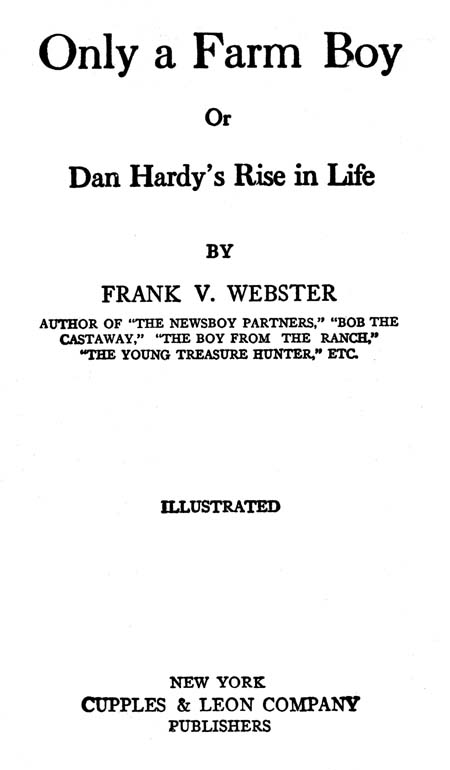 Only a Farm Boy
Or
Dan Hardy's Rise in Life
BY
FRANK V. WEBSTER
AUTHOR OF "THE NEWSBOY PARTNERS," "BOB THE
CASTAWAY," "THE BOY FROM THE RANCH,"
"THE YOUNG TREASURE HUNTER," ETC.
ILLUSTRATED
NEW YORK
CUPPLES & LEON COMPANY
PUBLISHERS